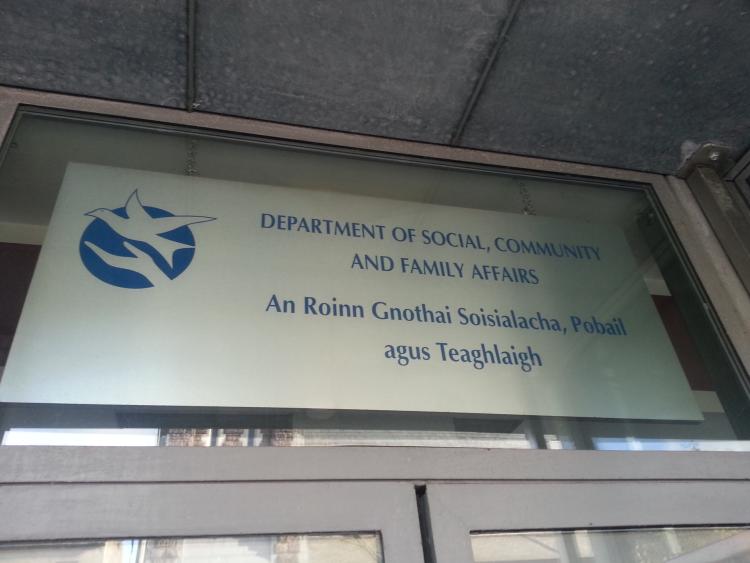 DEPARTMENT OF SOCIAL, COMMUNITY
AND FAMILY AFFAIRS
An Roinn Gnothai Soisialacha, Pobail
agus Teaghlaigh